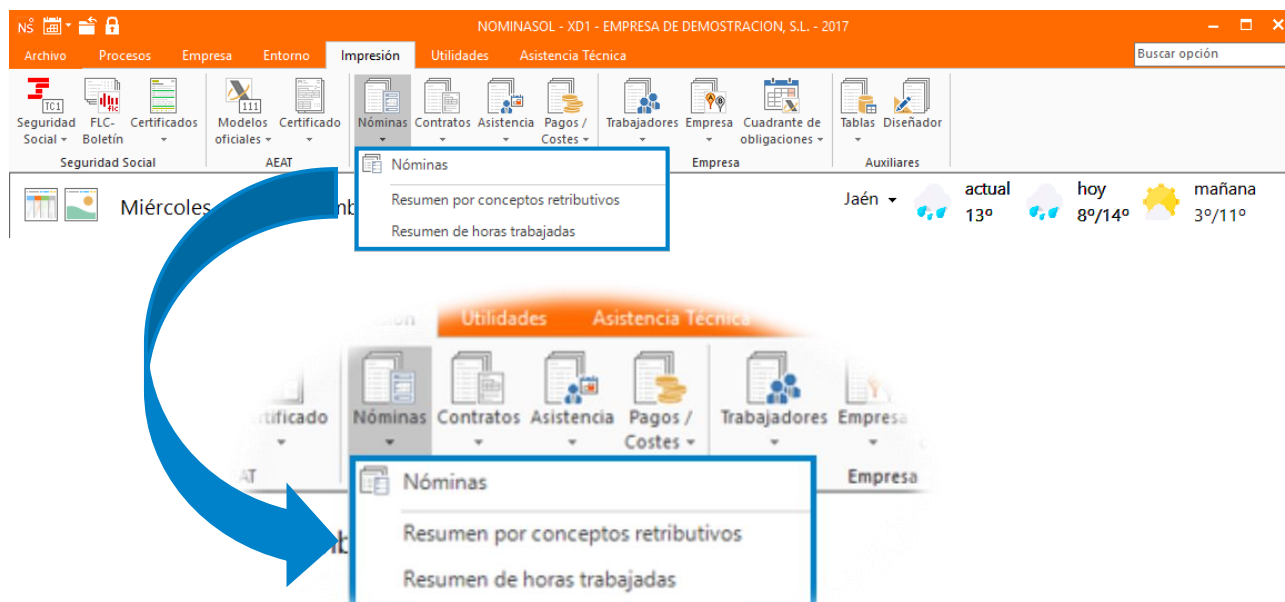 NS
NOMINASOL - XD1 - EMPRESA DE DEMOSTRACION, S.L. - 2017
Archivo Procesos Empresa Entorno Impresión Utilidades Asistencia Técnica
Buscar opción
TC1 flc 111
Seguridad FLC- Certificados Modelos Certificado Nóminas Contratos Asistencia Pagos / Trabajadores Empresa Cuadrante de Tablas Diseñador
Social Boletín oficiales Costes obligaciones
Seguridad Social AEAT Empresa Auxiliares
Nóminas
Resumen por conceptos retributivos
Resumen de horas trabajadas
Miércoles
Jaén actual hoy mañana
13º 8º/14º 3º/11º
Utilidades Asistencia Técnica
Nóminas Contratos Asistencia Pagos / Trabajadores Empresa
Costes
Empresa
Nóminas
Resumen por conceptos retributivos
Resumen de horas trabajadas